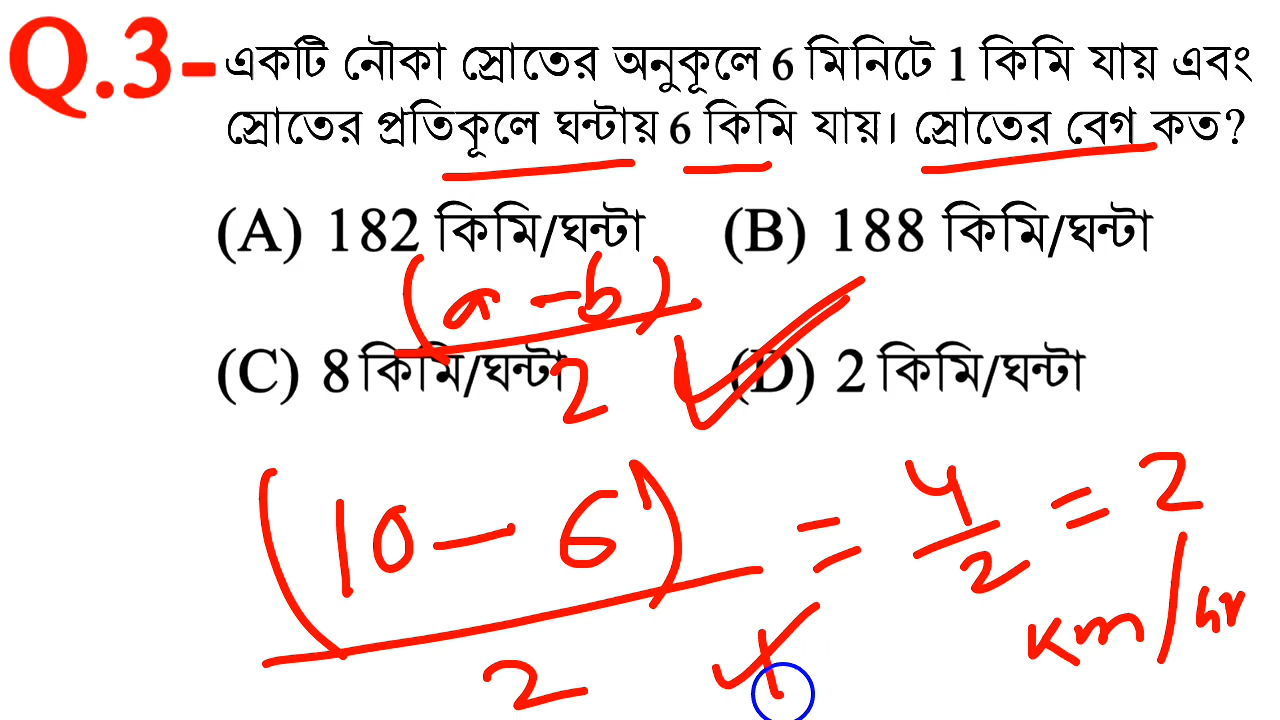 Q.3- একটি নৌকা স্রোতের অনুকূলে 6 মিনিটে 1 কিমি যায় এবং
স্রোতের প্রতিকূলে ঘন্টায় 6 কিমি যায়। স্রোতের বেগ কত?
(A) 182 কিমি/ঘন্টা (B) 188 কিমি/ঘন্টা
(a - b)
2
(C) 8 কিমি/ঘন্টা (D) 2 কিমি/ঘন্টা
(10 - 6) = 4/2 = 2
2
km/hr